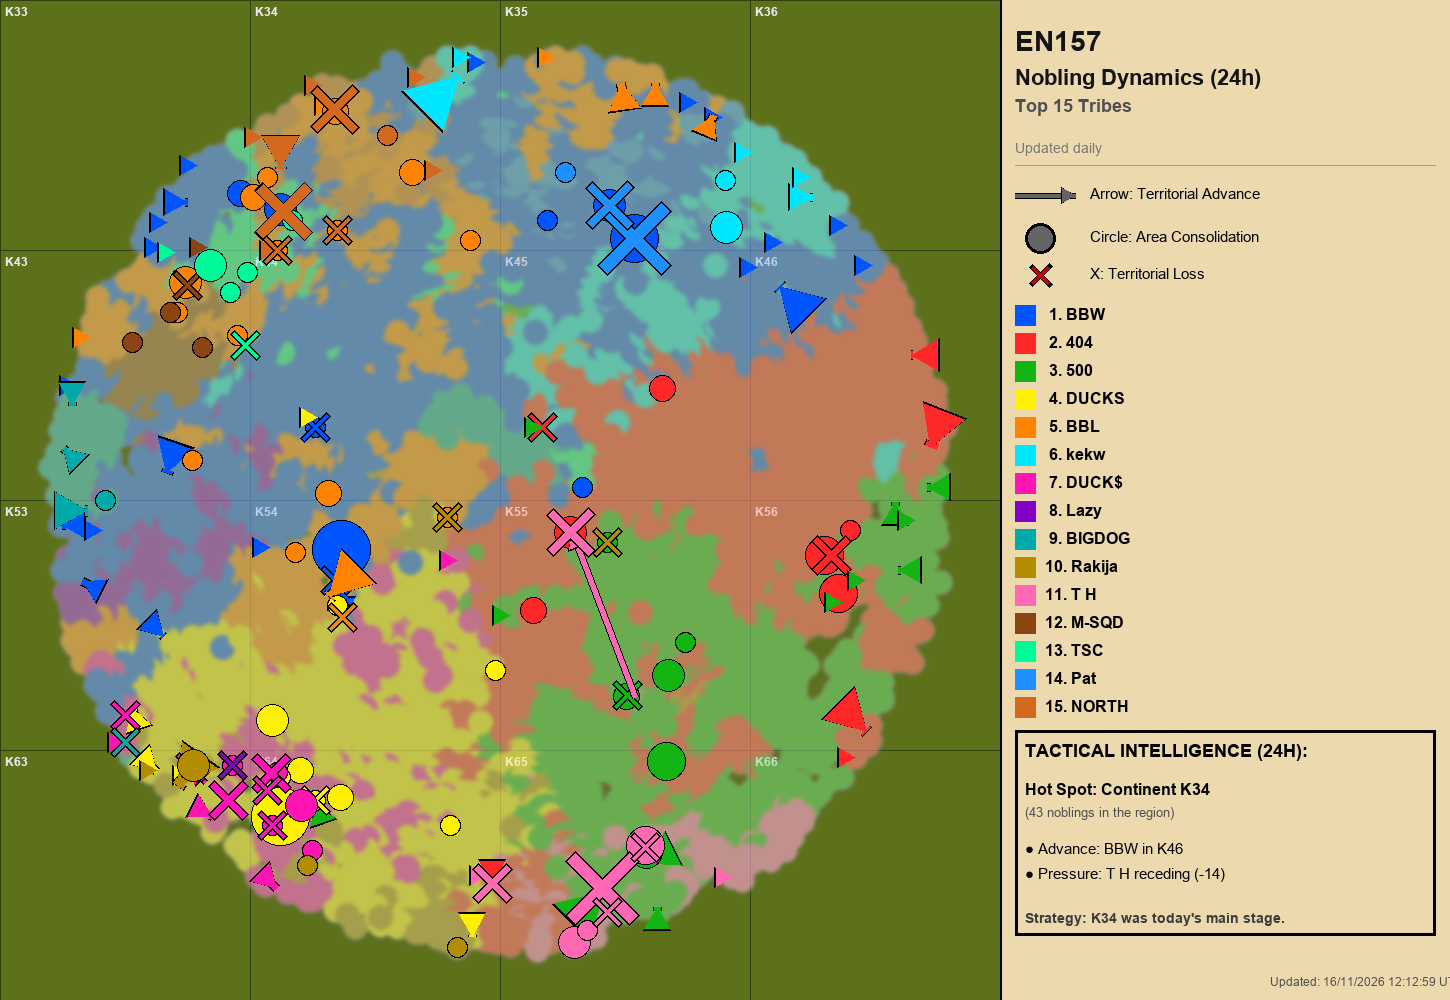 K33
K34
K35
K36
K43
K45
K46
K53
K54
K55
K56
K63
K65
K66
EN157
Nobling Dynamics (24h)
Top 15 Tribes
Updated daily
Arrow: Territorial Advance
Circle: Area Consolidation
X: Territorial Loss
1. BBW
2. 404
3. 500
4. DUCKS
5. BBL
6. kekw
7. DUCK$
8. Lazy
9. BIGDOG
10. Rakija
11. T H
12. M-SQD
13. TSC
14. Pat
15. NORTH
TACTICAL INTELLIGENCE (24H):
Hot Spot: Continent K34
(43 noblings in the region)
● Advance: BBW in K46
● Pressure: T H receding (-14)
Strategy: K34 was today's main stage.
Updated: 16/11/2026 12:12:59